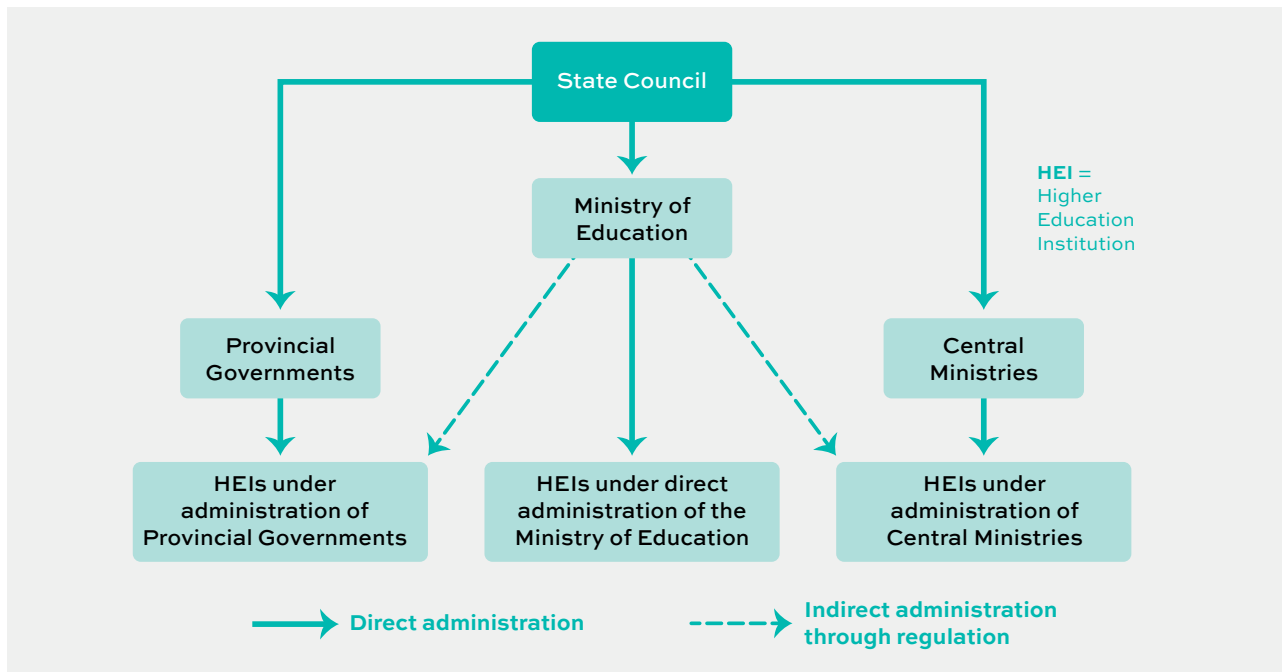 State Council
HEI =
Higher
Education
Institution
Ministry of
Education
Provincial
Governments
Central
Ministries
HEIs under
administration of
Provincial Governments
HEIs under direct
administration of the
Ministry of Education
HEIs under
administration of
Central Ministries
Direct administration
Indirect administration
through regulation